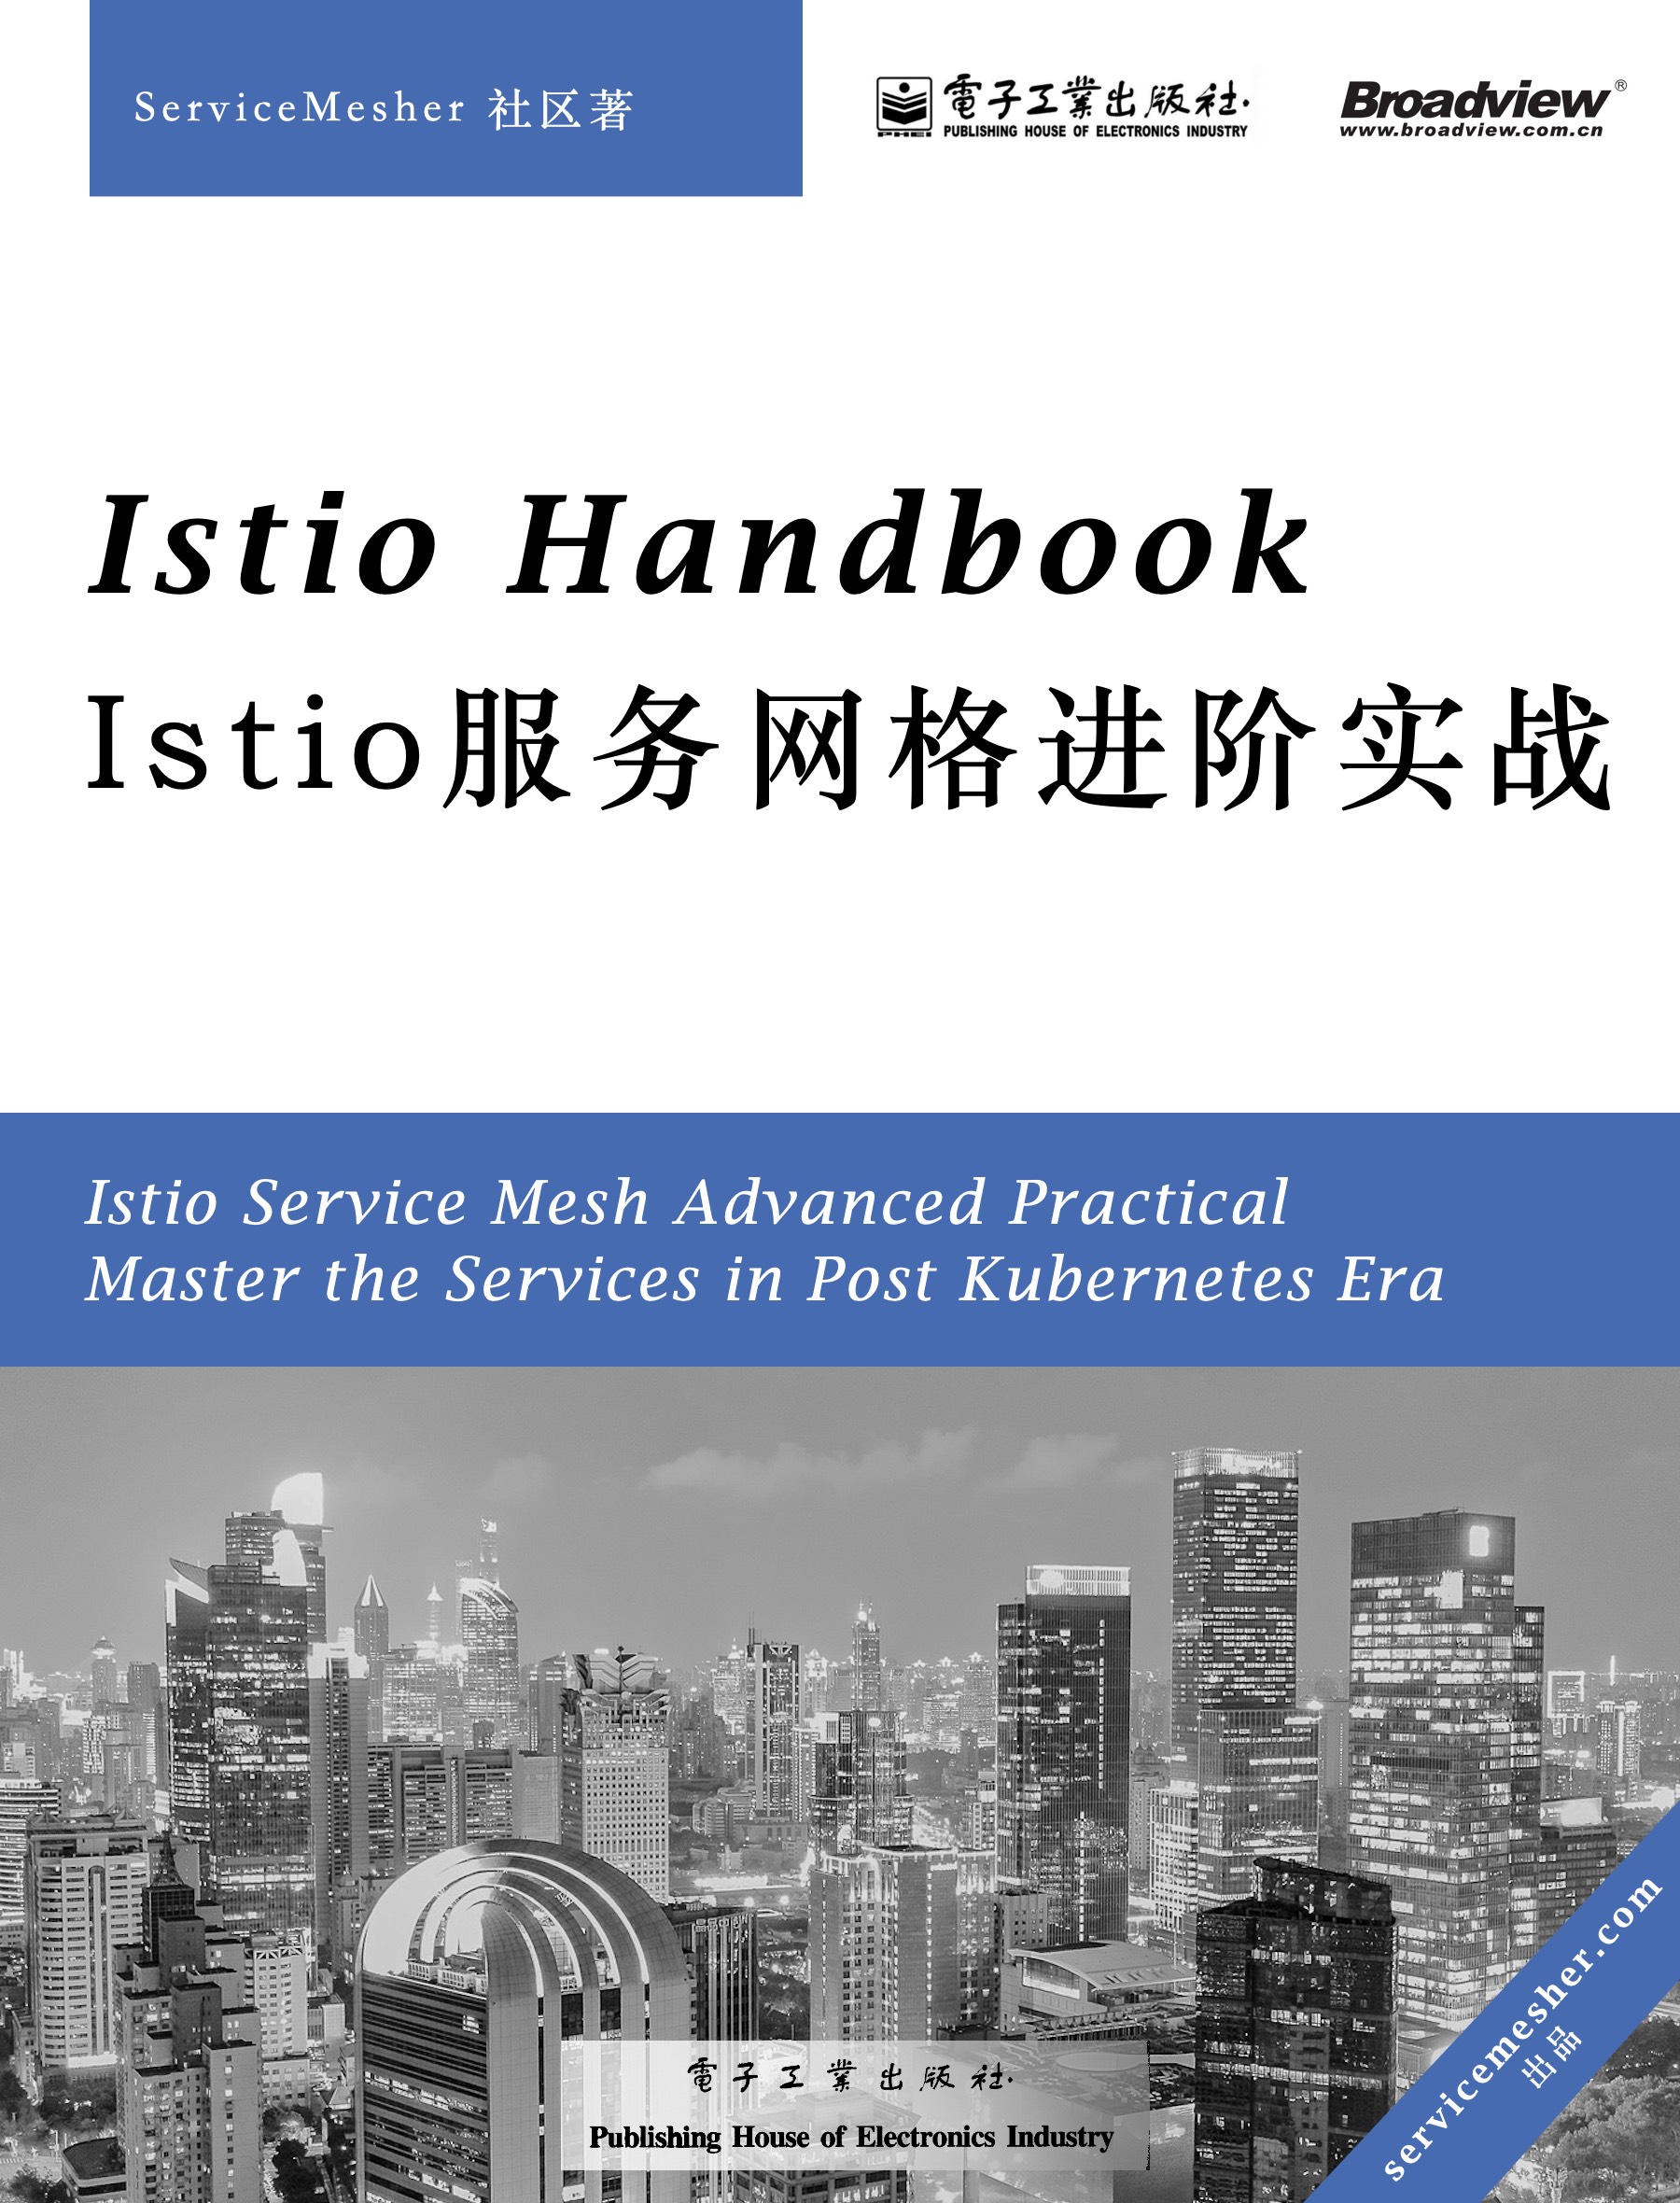 ServiceMesher 社区著
電子工業出版社.
PHEI
PUBLISHING HOUSE OF ELECTRONICS INDUSTRY
Broadview®
www.broadview.com.cn
Istio Handbook
Istio服务网格进阶实战
Istio Service Mesh Advanced Practical
Master the Services in Post Kubernetes Era
servicemesher.com
出品
電子工業出版社.
Publishing House of Electronics Industry